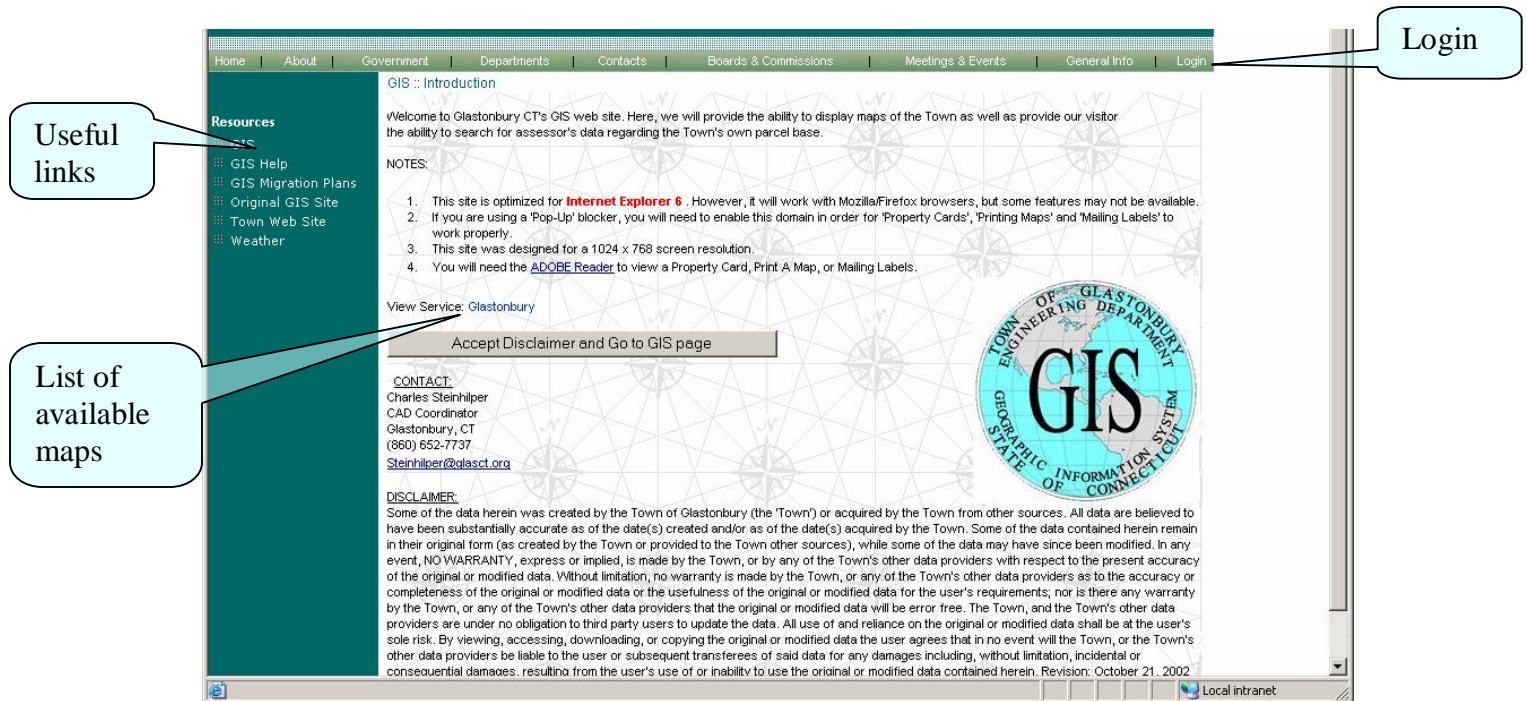 Login
Home | About | Government | Departments | Contacts | Boards & Commissions | Meetings & Events | General Info | Login
GIS :: Introduction
Useful
links
Resources
GIS
GIS Help
GIS Migration Plans
Original GIS Site
Town Web Site
Weather
Welcome to Glastonbury CT's GIS web site. Here, we will provide the ability to display maps of the Town as well as provide our visitor
the ability to search for assessor's data regarding the Town's own parcel base.
NOTES:
1. This site is optimized for Internet Explorer 6 . However, it will work with Mozilla/Firefox browsers, but some features may not be available.
2. If you are using a 'Pop-Up' blocker, you will need to enable this domain in order for 'Property Cards', 'Printing Maps' and 'Mailing Labels' to
work properly.
3. This site was designed for a 1024 x 768 screen resolution.
4. You will need the ADOBE Reader to view a Property Card, Print A Map, or Mailing Labels.
View Service: Glastonbury
Accept Disclaimer and Go to GIS page
List of
available
maps
CONTACT:
Charles Steinhilper
CAD Coordinator
Glastonbury, CT
(860) 652-7737
Steinhilper@glasct.org
TOWN OF GLASTONBURY
ENGINEERING DEPARTMENT
GIS
GEOGRAPHIC INFORMATION SYSTEM
STATE OF CONNECTICUT
DISCLAIMER:
Some of the data herein was created by the Town of Glastonbury (the 'Town') or acquired by the Town from other sources. All data are believed to
have been substantially accurate as of the date(s) created and/or as of the date(s) acquired by the Town. Some of the data contained herein remain
in their original form (as created by the Town or provided to the Town other sources), while some of the data may have since been modified. In any
event, NO WARRANTY, express or implied, is made by the Town, or by any of the Town's other data providers with respect to the present accuracy
of the original or modified data. Without limitation, no warranty is made by the Town, or any of the Town's other data providers as to the accuracy or
completeness of the original or modified data or the usefulness of the original or modified data for the user's requirements; nor is there any warranty
by the Town, or any of the Town's other data providers that the original or modified data will be error free. The Town, and the Town's other data
providers are under no obligation to third party users to update the data. All use of and reliance on the original or modified data shall be at the user's
sole risk. By viewing, accessing, downloading, or copying the original or modified data the user agrees that in no event will the Town, or the Town's
other data providers be liable to the user or subsequent transferees of said data for any damages including, without limitation, incidental or
consequential damages, resulting from the user's use of or inability to use the original or modified data contained herein. Revision: October 21, 2002
Local intranet